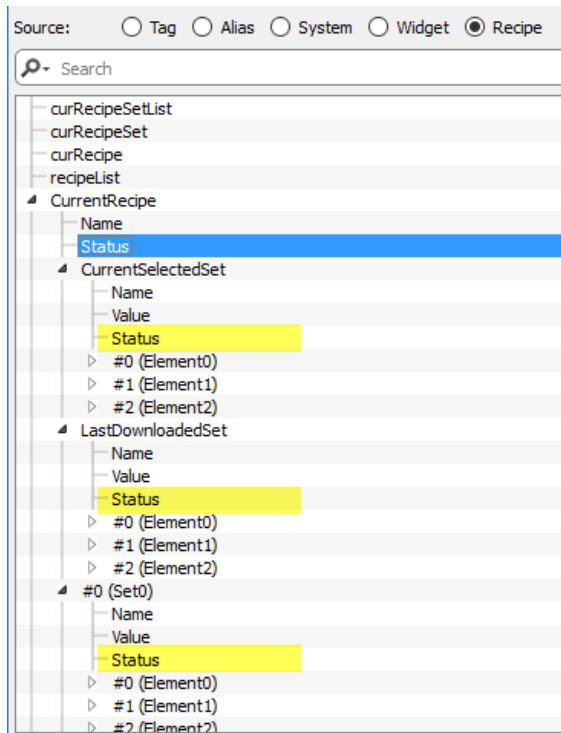 Source: Tag Alias System Widget Recipe
Search
curRecipeSetList
curRecipeSet
curRecipe
recipeList
CurrentRecipe
Name
Status
CurrentSelectedSet
Name
Value
Status
#0 (Element0)
#1 (Element1)
#2 (Element2)
LastDownloadedSet
Name
Value
Status
#0 (Element0)
#1 (Element1)
#2 (Element2)
#0 (Set0)
Name
Value
Status
#0 (Element0)
#1 (Element1)
#2 (Element2)